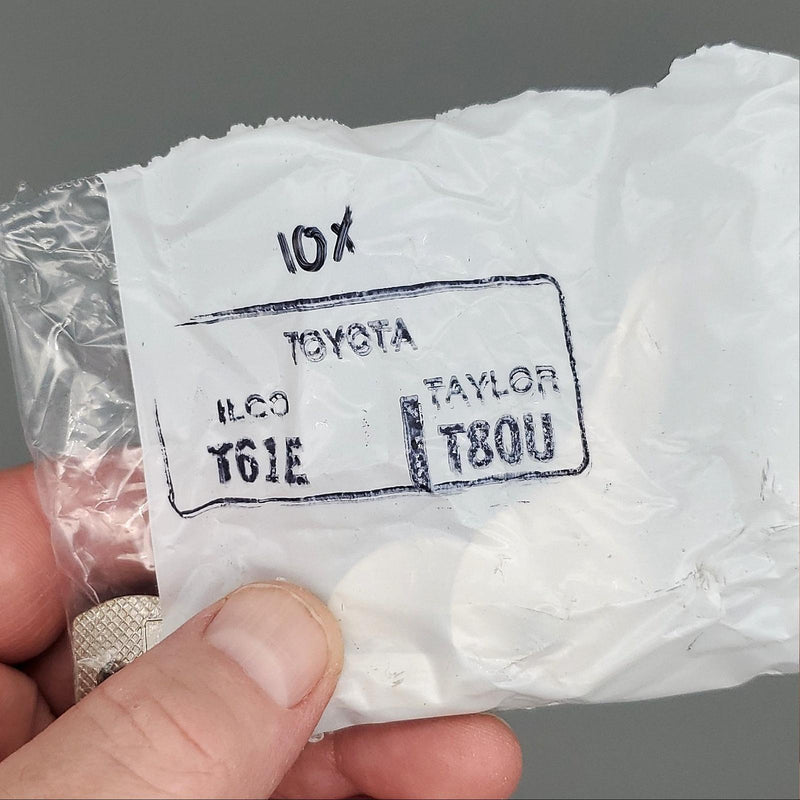 10X
TOYOTA
ILCO TAYLOR
T61E T80U